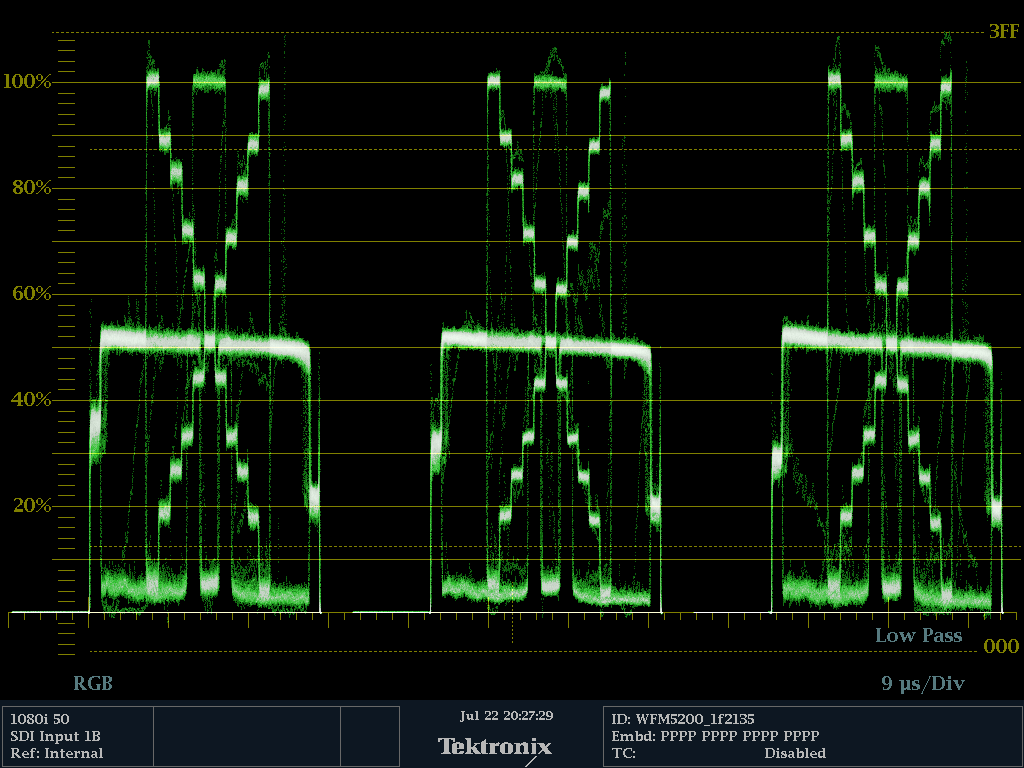 3FF
100%
80%
60%
40%
20%
Low Pass
000
RGB
9 µs/Div
1080i 50
SDI Input 1B
Ref: Internal
Jul 22 20:27:29
Tektronix
ID: WFM5200_1f2135
Embd: PPPP PPPP PPPP PPPP
TC: Disabled